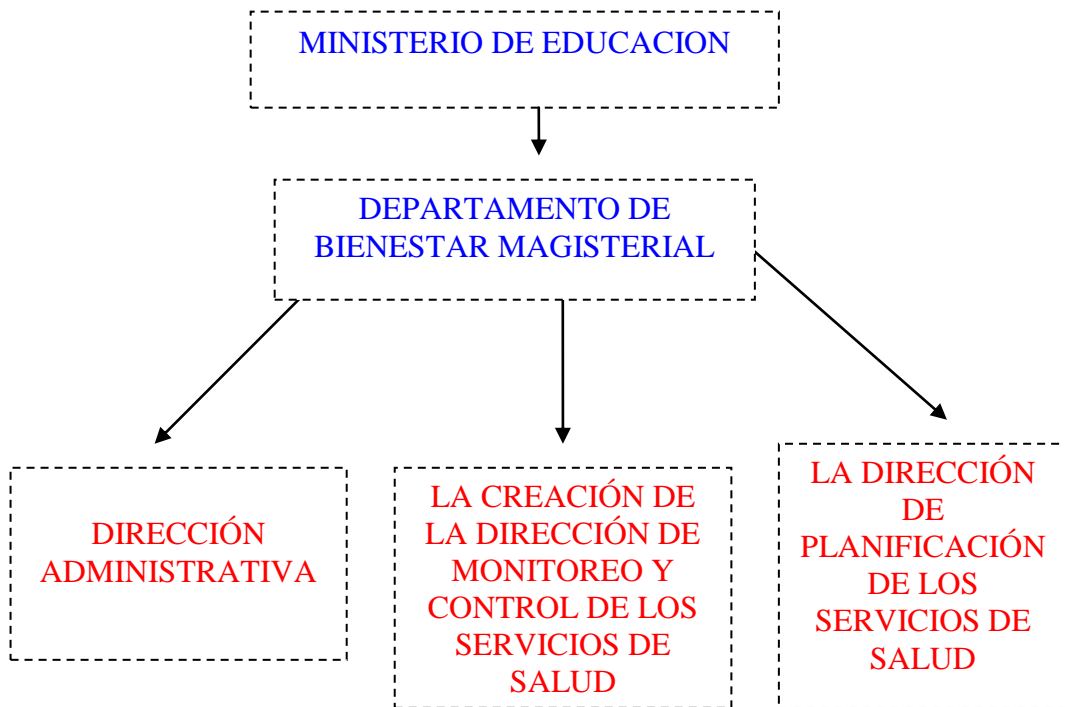 MINISTERIO DE EDUCACION
DEPARTAMENTO DE
BIENESTAR MAGISTERIAL
DIRECCIÓN
ADMINISTRATIVA
LA CREACIÓN DE
LA DIRECCIÓN DE
MONITOREO Y
CONTROL DE LOS
SERVICIOS DE
SALUD
LA DIRECCIÓN
DE
PLANIFICACIÓN
DE LOS
SERVICIOS DE
SALUD